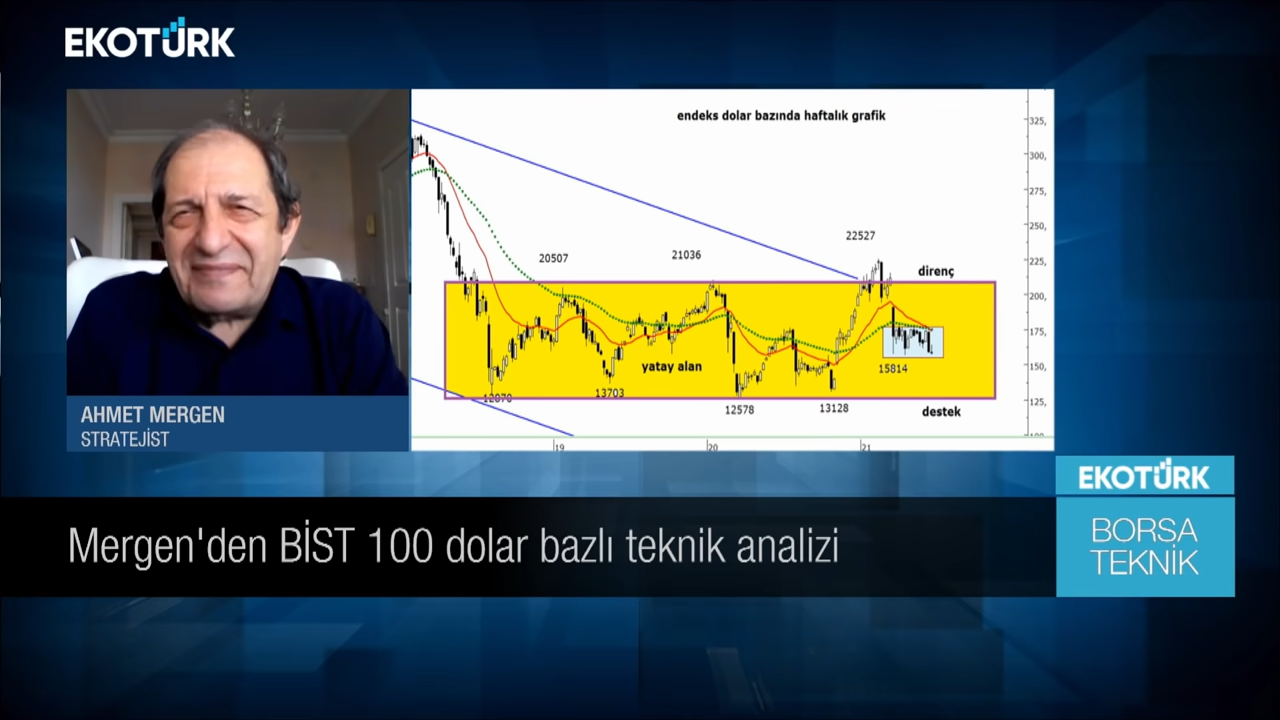 EKOTÜRK
endeks dolar bazında haftalık grafik
325,
300,
275,
250,
225,
200,
175,
150,
125,
100
20507
21036
22527
direnç
yatay alan
12070
13703
12578
13128
15814
destek
19
20
21
AHMET MERGEN
STRATEJİST
EKOTÜRK
Mergen'den BİST 100 dolar bazlı teknik analizi
BORSA
TEKNİK